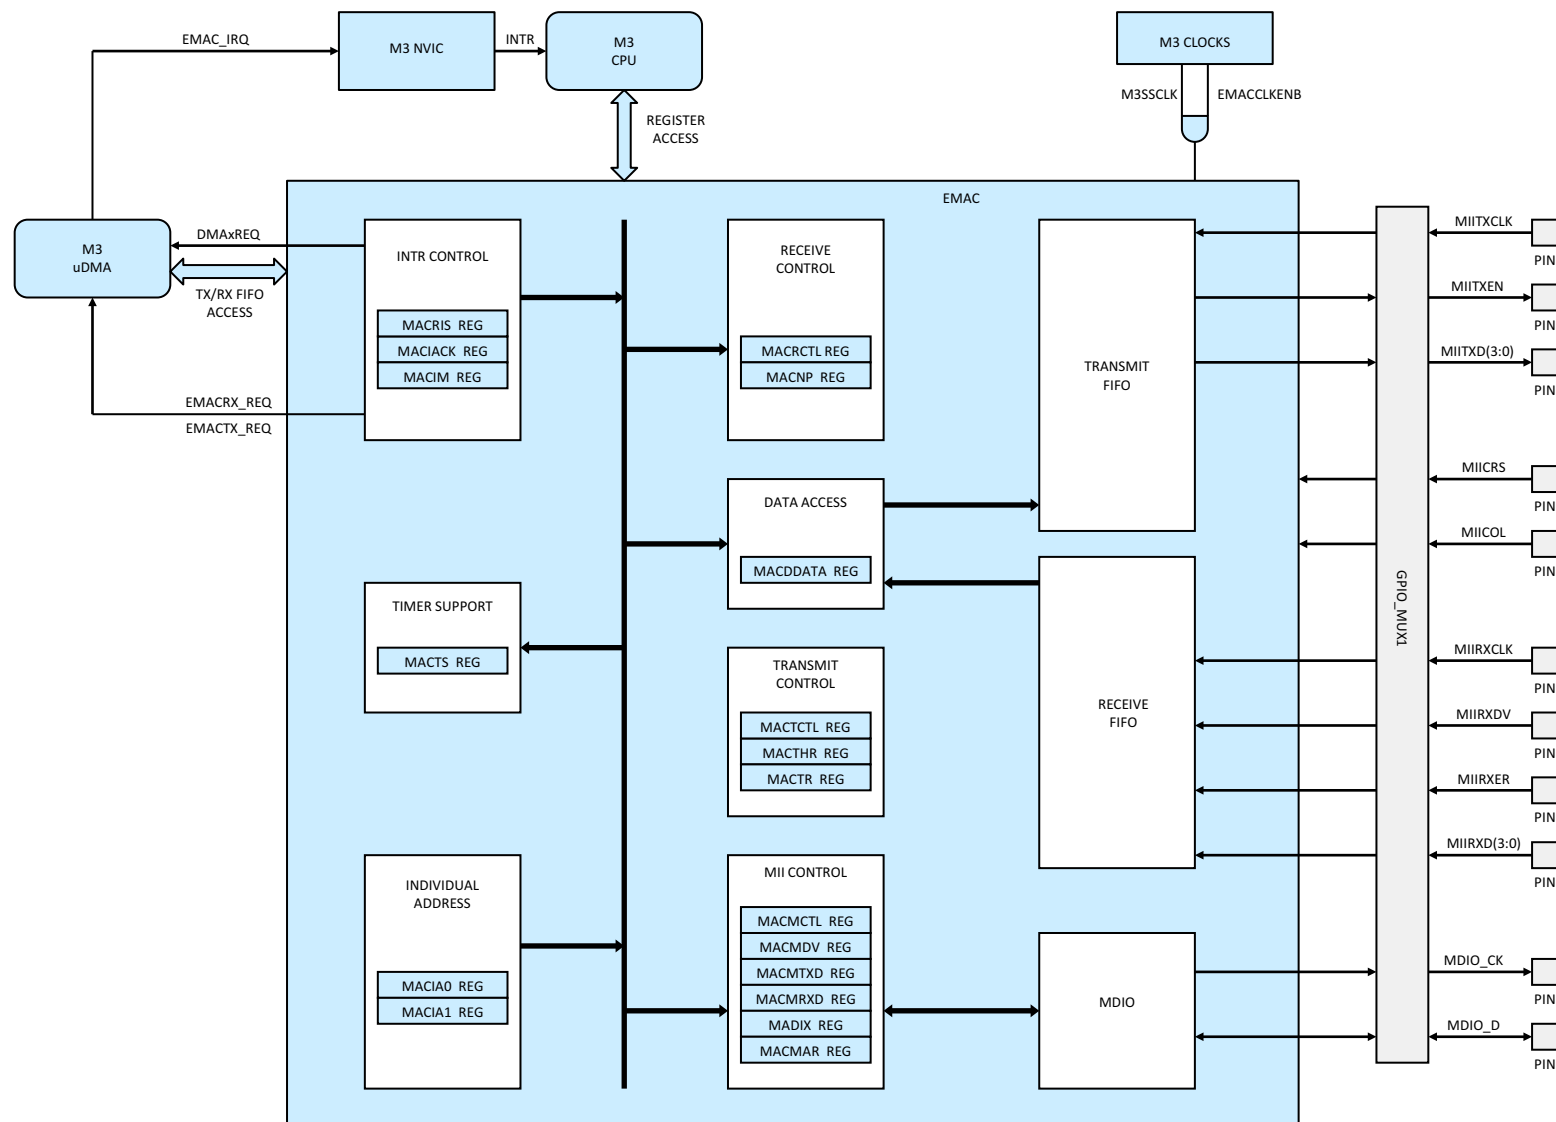 EMAC_IRQ
M3 NVIC
INTR
M3
CPU
M3 CLOCKS
M3SSCLK
EMACCLKENB
REGISTER
ACCESS
EMAC
M3
uDMA
DMAxREQ
TX/RX FIFO
ACCESS
EMACRX_REQ
EMACTX_REQ
INTR CONTROL
MACRIS REG
MACIACK REG
MACIM REG
RECEIVE
CONTROL
MACRCTL REG
MACNP REG
TRANSMIT
FIFO
DATA ACCESS
MACDDATA REG
TIMER SUPPORT
MACTS REG
TRANSMIT
CONTROL
MACTCTL REG
MACTHR REG
MACTR REG
RECEIVE
FIFO
INDIVIDUAL
ADDRESS
MACIA0 REG
MACIA1 REG
MII CONTROL
MACMCTL REG
MACMDV REG
MACMTXD REG
MACMRXD REG
MADIX REG
MACMAR REG
MDIO
GPIO_MUX1
MIITXCLK
PIN
MIITXEN
PIN
MIITXD(3:0)
PIN
MIICRS
PIN
MIICOL
PIN
MIIRXCLK
PIN
MIIRXDV
PIN
MIIRXER
PIN
MIIRXD(3:0)
PIN
MDIO_CK
PIN
MDIO_D
PIN